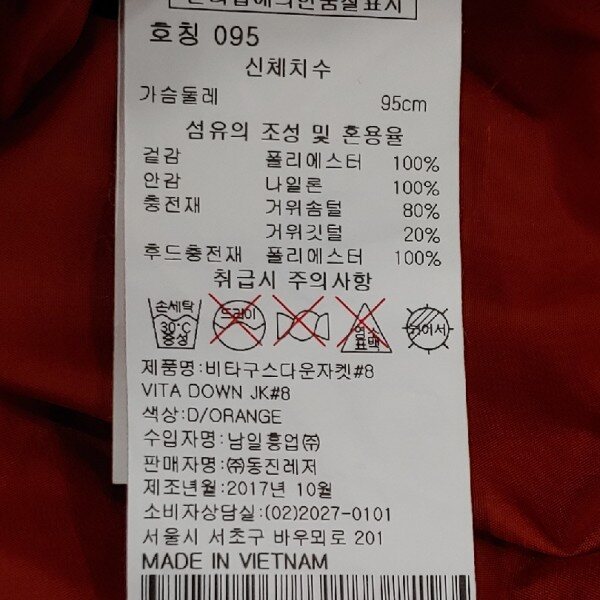 호칭 095
신체치수
가슴둘레 95cm
섬유의 조성 및 혼용율
겉감 폴리에스터 100%
안감 나일론 100%
충전재 거위솜털 80%
거위깃털 20%
후드충전재 폴리에스터 100%
취급시 주의사항
손세탁 30°C 중성 드라이 염소 표백 뉘어서
제품명:비타구스다운자켓#8
VITA DOWN JK#8
색상:D/ORANGE
수입자명:남일흥업㈜
판매자명:㈜동진레저
제조년월:2017년 10월
소비자상담실:(02)2027-0101
서울시 서초구 바우뫼로 201
MADE IN VIETNAM